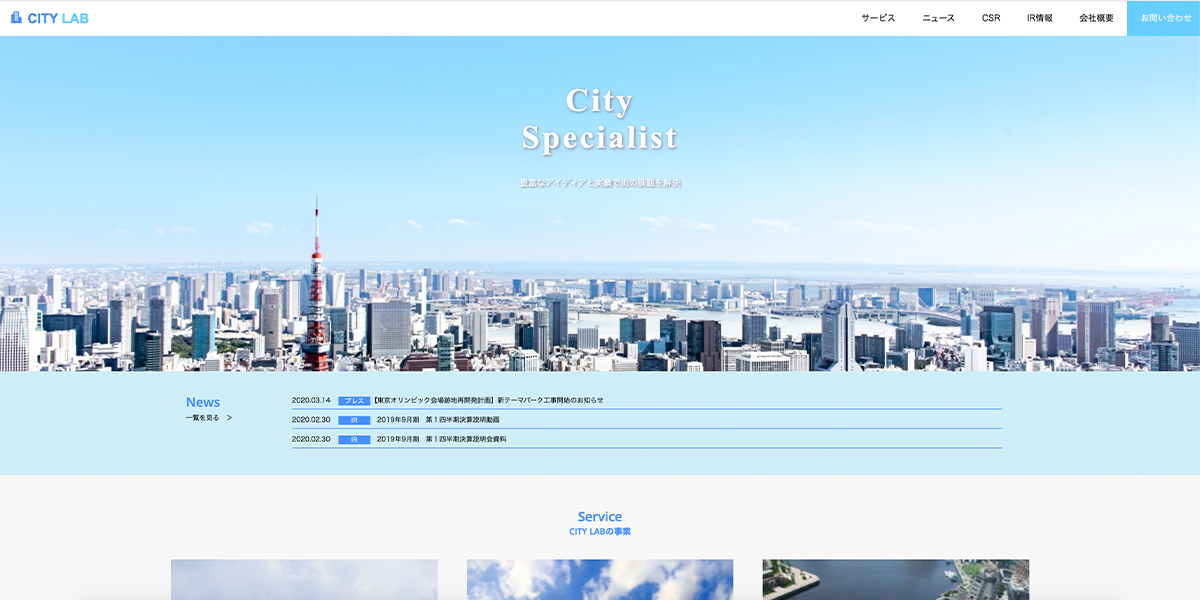 CITY LAB
サービス ニュース CSR IR情報 会社概要 お問い合わせ
City
Specialist
豊富なアイディアと実績で街の課題を解決
News
一覧を見る >
2020.03.14 プレス 【東京オリンピック会場跡地再開発計画】新テーマパーク工事開始のお知らせ
2020.02.30 IR 2019年9月期 第１四半期決算説明動画
2020.02.30 IR 2019年9月期 第１四半期決算説明会資料
Service
CITY LABの事業